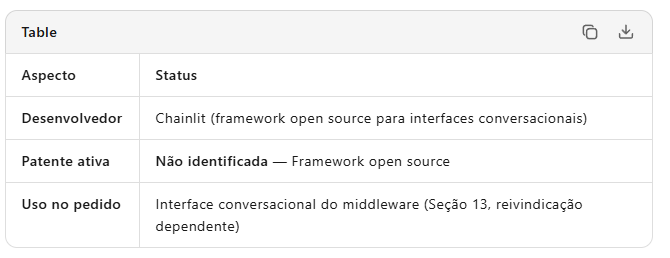 Table
Aspecto Status
Desenvolvedor Chainlit (framework open source para interfaces conversacionais)
Patente ativa Não identificada — Framework open source
Uso no pedido Interface conversacional do middleware (Seção 13, reivindicação
dependente)